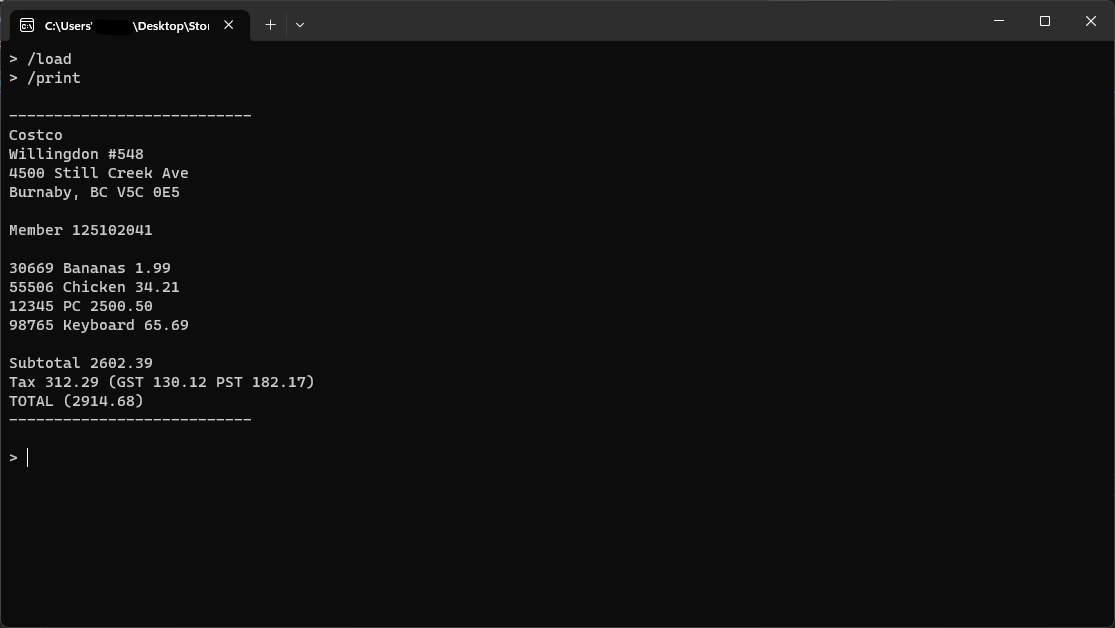 C:\Users\ \Desktop\Stor
> /load
> /print
---------------------------
Costco
Willingdon #548
4500 Still Creek Ave
Burnaby, BC V5C 0E5
Member 125102041
30669 Bananas 1.99
55506 Chicken 34.21
12345 PC 2500.50
98765 Keyboard 65.69
Subtotal 2602.39
Tax 312.29 (GST 130.12 PST 182.17)
TOTAL (2914.68)
---------------------------
>